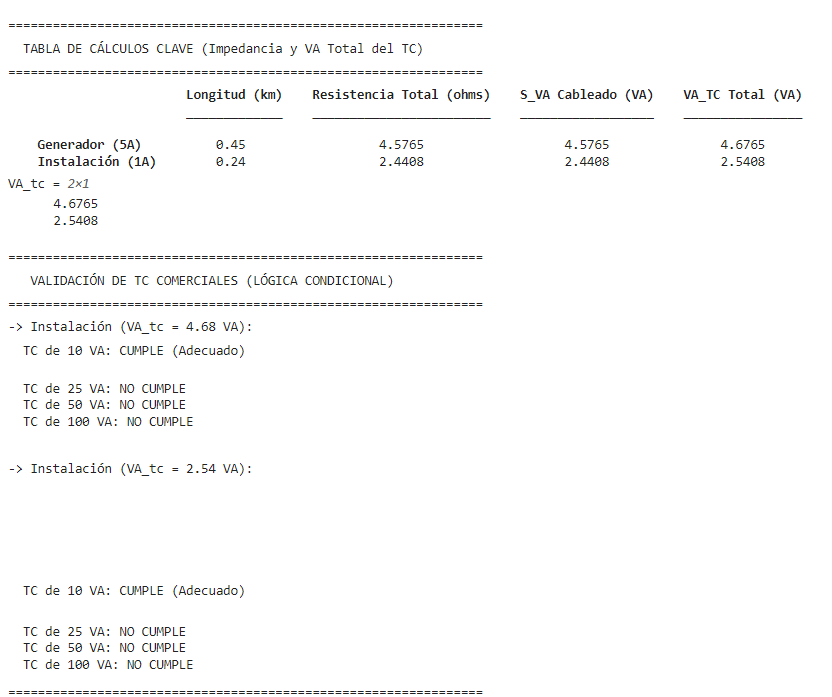 ================================================================
TABLA DE CÁLCULOS CLAVE (Impedancia y VA Total del TC)
================================================================
Longitud (km) Resistencia Total (ohms) S_VA Cableado (VA) VA_TC Total (VA)
_____________ ________________________ __________________ ________________
Generador (5A) 0.45 4.5765 4.5765 4.6765
Instalación (1A) 0.24 2.4408 2.4408 2.5408
VA_tc = 2×1
4.6765
2.5408
================================================================
VALIDACIÓN DE TC COMERCIALES (LÓGICA CONDICIONAL)
================================================================
-> Instalación (VA_tc = 4.68 VA):
TC de 10 VA: CUMPLE (Adecuado)
TC de 25 VA: NO CUMPLE
TC de 50 VA: NO CUMPLE
TC de 100 VA: NO CUMPLE
-> Instalación (VA_tc = 2.54 VA):
TC de 10 VA: CUMPLE (Adecuado)
TC de 25 VA: NO CUMPLE
TC de 50 VA: NO CUMPLE
TC de 100 VA: NO CUMPLE
================================================================